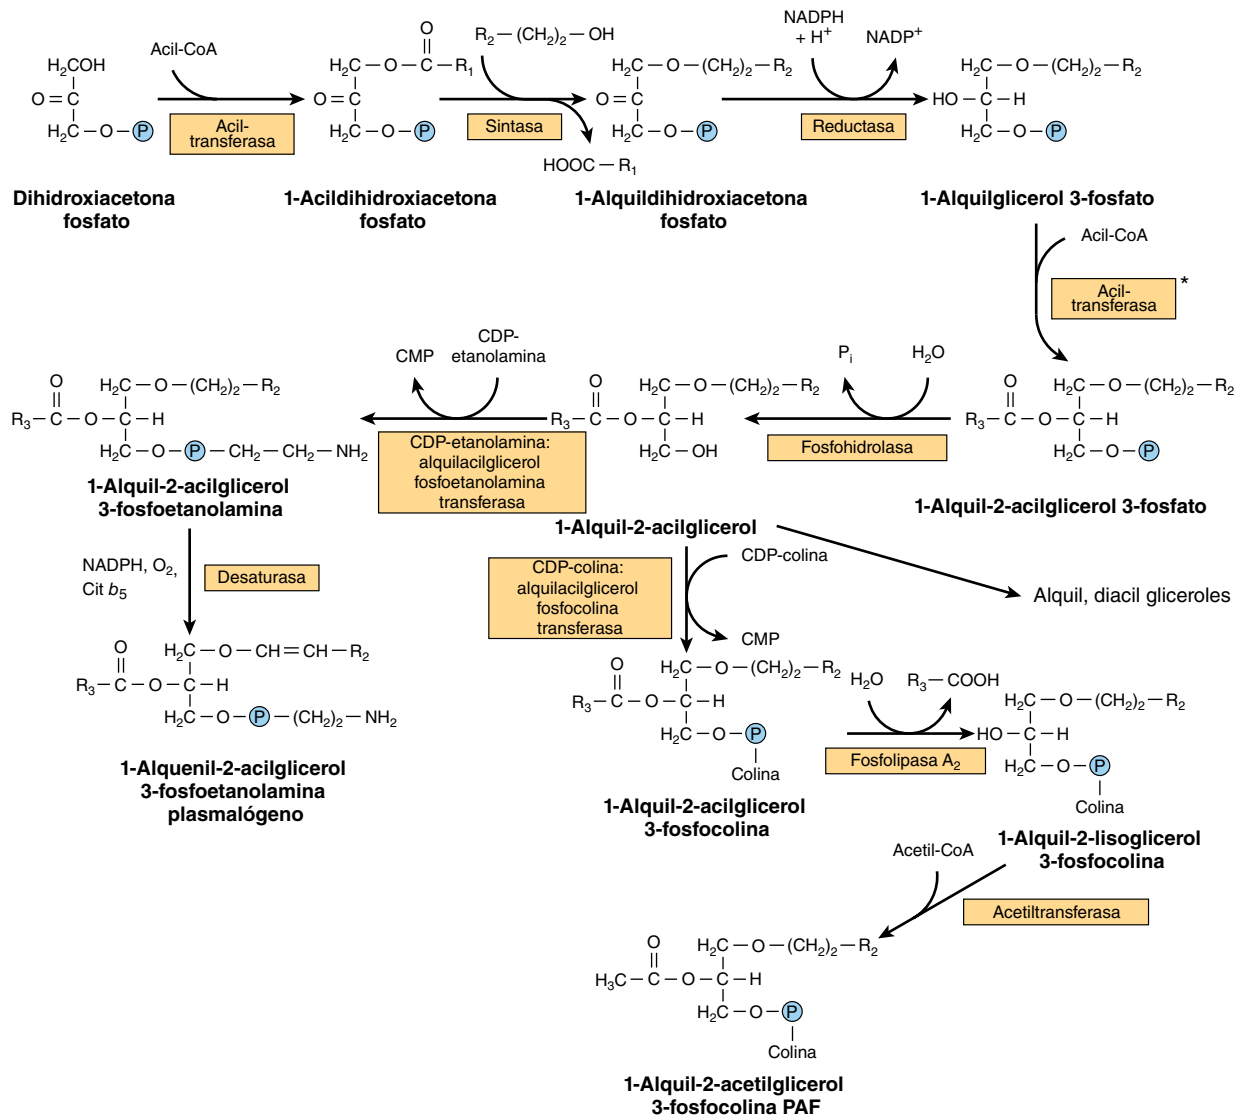 Acil-CoA
H₂COH
O=C
H₂C—O—P
Acil-
transferasa
Dihidroxiacetona
fosfato
O
H₂C—O—C—R₁
O=C
H₂C—O—P
1-Acildihidroxiacetona
fosfato
R₂—(CH₂)₂—OH
Sintasa
HOOC—R₁
H₂C—O—(CH₂)₂—R₂
O=C
H₂C—O—P
1-Alquildihidroxiacetona
fosfato
NADPH
+ H⁺
NADP⁺
Reductasa
H₂C—O—(CH₂)₂—R₂
HO—C—H
H₂C—O—P
1-Alquilglicerol 3-fosfato
Acil-CoA
Acil-
transferasa
*
O
H₂C—O—(CH₂)₂—R₂
R₃—C—O—C—H
H₂C—O—P
1-Alquil-2-acilglicerol 3-fosfato
H₂O
Pᵢ
Fosfohidrolasa
O
H₂C—O—(CH₂)₂—R₂
R₃—C—O—C—H
H₂C—OH
1-Alquil-2-acilglicerol
CDP-
etanolamina
CMP
CDP-etanolamina:
alquilacilglicerol
fosfoetanolamina
transferasa
O
H₂C—O—(CH₂)₂—R₂
R₃—C—O—C—H
H₂C—O—P—CH₂—CH₂—NH₂
1-Alquil-2-acilglicerol
3-fosfoetanolamina
NADPH, O₂,
Cit b₅
Desaturasa
O
H₂C—O—CH=CH—R₂
R₃—C—O—C—H
H₂C—O—P—(CH₂)₂—NH₂
1-Alquenil-2-acilglicerol
3-fosfoetanolamina
plasmalógeno
CDP-colina
CDP-colina:
alquilacilglicerol
fosfocolina
transferasa
CMP
Alquil, diacil gliceroles
O
H₂C—O—(CH₂)₂—R₂
R₃—C—O—C—H
H₂C—O—P
Colina
1-Alquil-2-acilglicerol
3-fosfocolina
H₂O
R₃—COOH
Fosfolipasa A₂
H₂C—O—(CH₂)₂—R₂
HO—C—H
H₂C—O—P
Colina
1-Alquil-2-lisoglicerol
3-fosfocolina
Acetil-CoA
Acetiltransferasa
O
H₂C—O—(CH₂)₂—R₂
H₃C—C—O—C—H
H₂C—O—P
Colina
1-Alquil-2-acetilglicerol
3-fosfocolina PAF